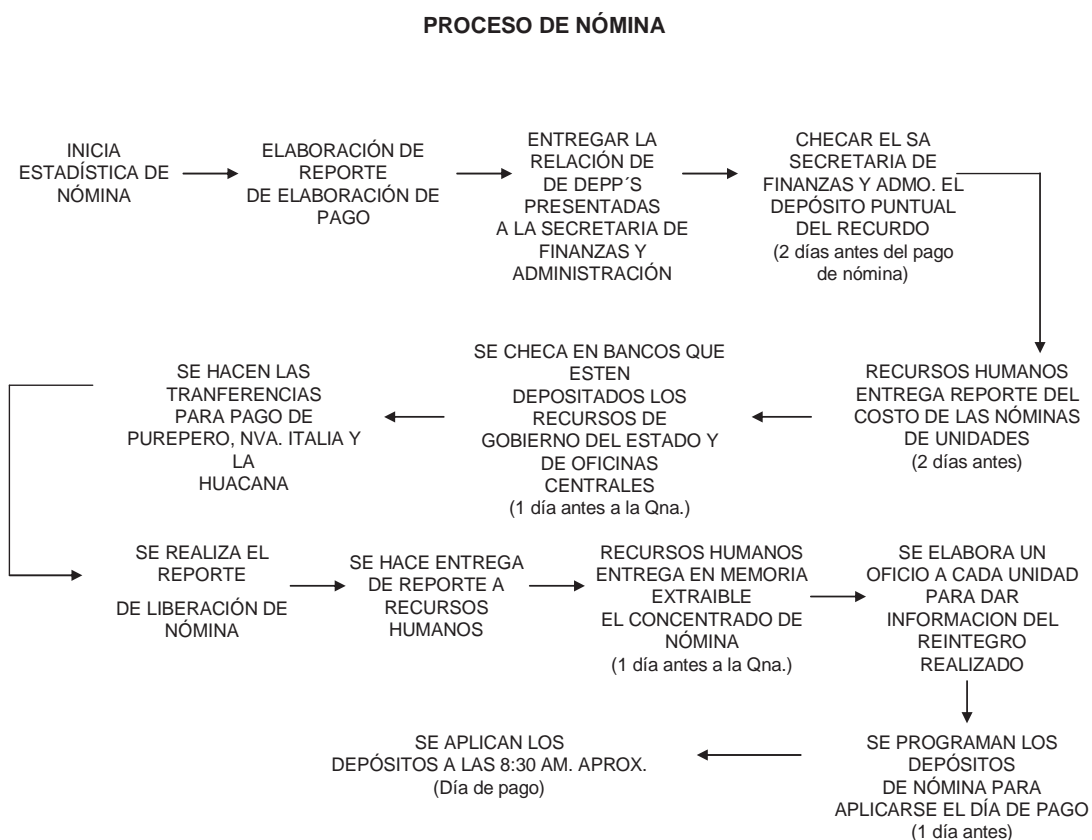 PROCESO DE NÓMINA
INICIA
ESTADÍSTICA DE
NÓMINA
ELABORACIÓN DE
REPORTE
DE ELABORACIÓN DE
PAGO
ENTREGAR LA
RELACIÓN DE
DE DEPP´S
PRESENTADAS
A LA SECRETARIA DE
FINANZAS Y
ADMINISTRACIÓN
CHECAR EL SA
SECRETARIA DE
FINANZAS Y ADMO. EL
DEPÓSITO PUNTUAL
DEL RECURDO
(2 días antes del pago
de nómina)
RECURSOS HUMANOS
ENTREGA REPORTE DEL
COSTO DE LAS NÓMINAS
DE UNIDADES
(2 días antes)
SE CHECA EN BANCOS QUE
ESTEN
DEPOSITADOS LOS
RECURSOS DE
GOBIERNO DEL ESTADO Y
DE OFICINAS
CENTRALES
(1 día antes a la Qna.)
SE HACEN LAS
TRANFERENCIAS
PARA PAGO DE
PUREPERO, NVA. ITALIA Y
LA
HUACANA
SE REALIZA EL
REPORTE
DE LIBERACIÓN DE
NÓMINA
SE HACE ENTREGA
DE REPORTE A
RECURSOS
HUMANOS
RECURSOS HUMANOS
ENTREGA EN MEMORIA
EXTRAIBLE
EL CONCENTRADO DE
NÓMINA
(1 día antes a la Qna.)
SE ELABORA UN
OFICIO A CADA UNIDAD
PARA DAR
INFORMACION DEL
REINTEGRO
REALIZADO
SE PROGRAMAN LOS
DEPÓSITOS
DE NÓMINA PARA
APLICARSE EL DÍA DE PAGO
(1 día antes)
SE APLICAN LOS
DEPÓSITOS A LAS 8:30 AM. APROX.
(Día de pago)